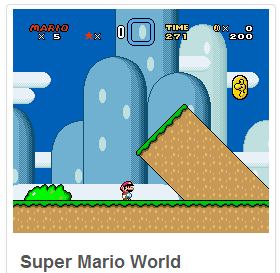 MARIO TIME
× 5 ★× 0 271 ⓞ× 0
200
Super Mario World